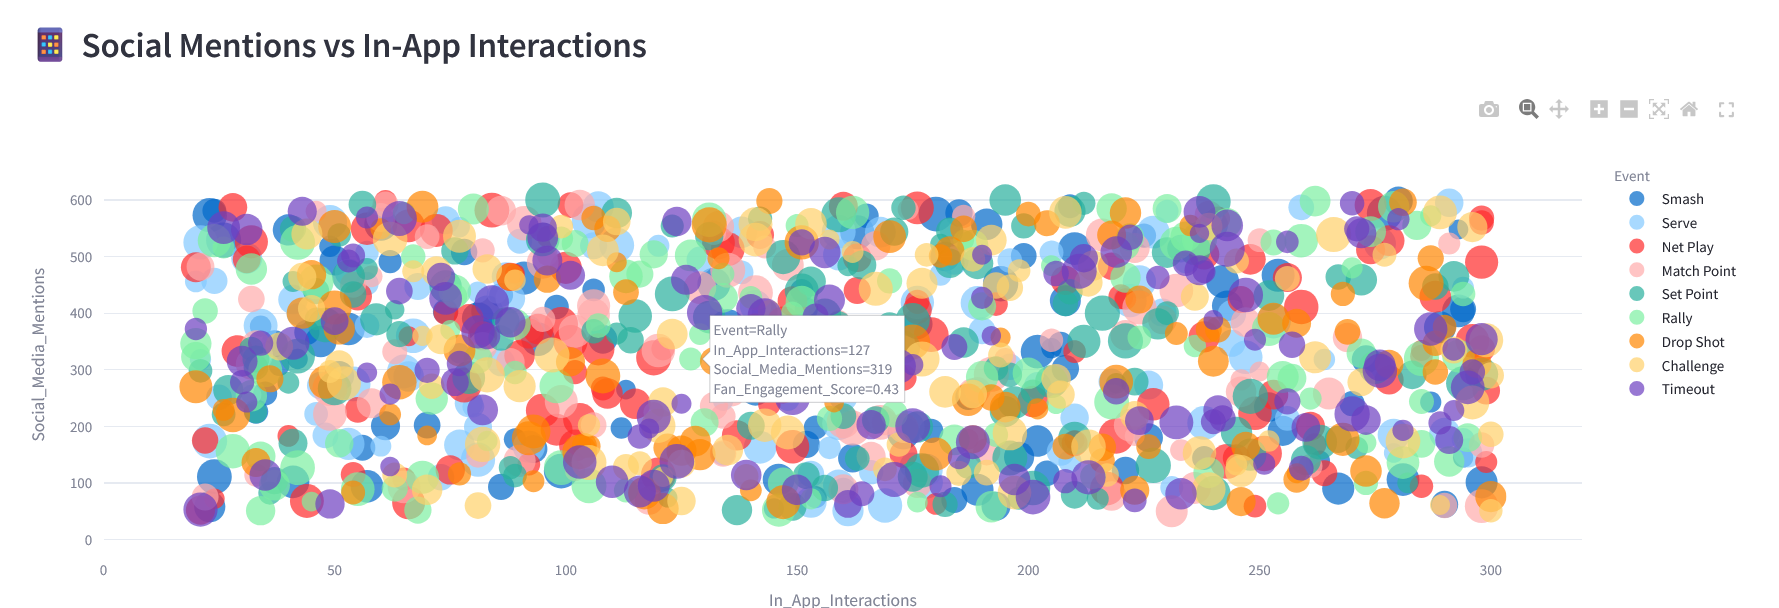 Social Mentions vs In-App Interactions
Event
Smash
Serve
Net Play
Match Point
Set Point
Rally
Drop Shot
Challenge
Timeout
Social_Media_Mentions
600
500
400
300
200
100
0
Event=Rally
In_App_Interactions=127
Social_Media_Mentions=319
Fan_Engagement_Score=0.43
0 50 100 150 200 250 300
In_App_Interactions